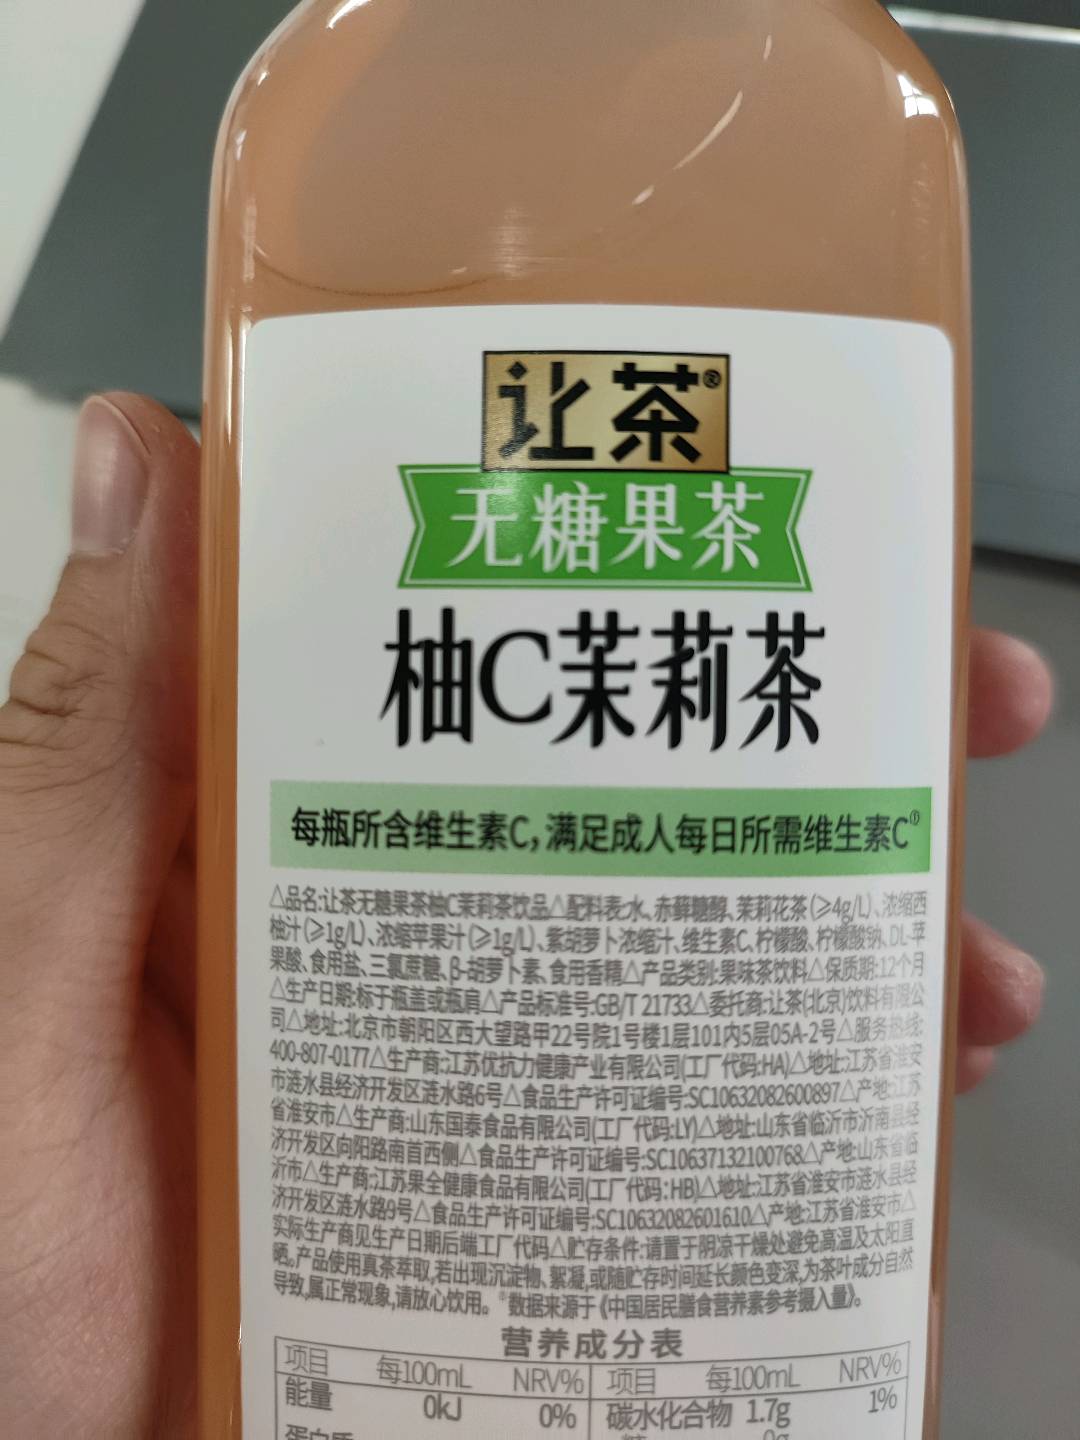 让茶®
无糖果茶
柚C茉莉茶
每瓶所含维生素C,满足成人每日所需维生素C①
△品名:让茶无糖果茶柚C茉莉茶饮品△配料表:水、赤藓糖醇、茉莉花茶(≥4g/L)、浓缩西
柚汁(≥1g/L)、浓缩苹果汁(≥1g/L)、紫胡萝卜浓缩汁、维生素C、柠檬酸、柠檬酸钠、DL-苹
果酸、食用盐、三氯蔗糖、β-胡萝卜素、食用香精△产品类别:果味茶饮料△保质期:12个月
△生产日期:标于瓶盖或瓶肩△产品标准号:GB/T 21733△委托商:让茶(北京)饮料有限公
司△地址:北京市朝阳区西大望路甲22号院1号楼1层101内5层05A-2号△服务热线:
400-807-0177△生产商:江苏优抗力健康产业有限公司(工厂代码:HA)△地址:江苏省淮安
市涟水县经济开发区涟水路6号△食品生产许可证编号:SC10632082600897△产地:江苏
省淮安市△生产商:山东国泰食品有限公司(工厂代码:LY)△地址:山东省临沂市沂南县经
济开发区向阳路南首西侧△食品生产许可证编号:SC10637132100768△产地:山东省临
沂市△生产商:江苏果全健康食品有限公司(工厂代码:HB)△地址:江苏省淮安市涟水县经
济开发区涟水路9号△食品生产许可证编号:SC10632082601610△产地:江苏省淮安市△
实际生产商见生产日期后端工厂代码△贮存条件:请置于阴凉干燥处避免高温及太阳直
晒。产品使用真茶萃取,若出现沉淀物、絮凝,或随贮存时间延长颜色变深,为茶叶成分自然
导致,属正常现象,请放心饮用。①数据来源于《中国居民膳食营养素参考摄入量》。
营养成分表
项目 每100mL NRV% 项目 每100mL NRV%
能量 0kJ 0% 碳水化合物 1.7g 1%